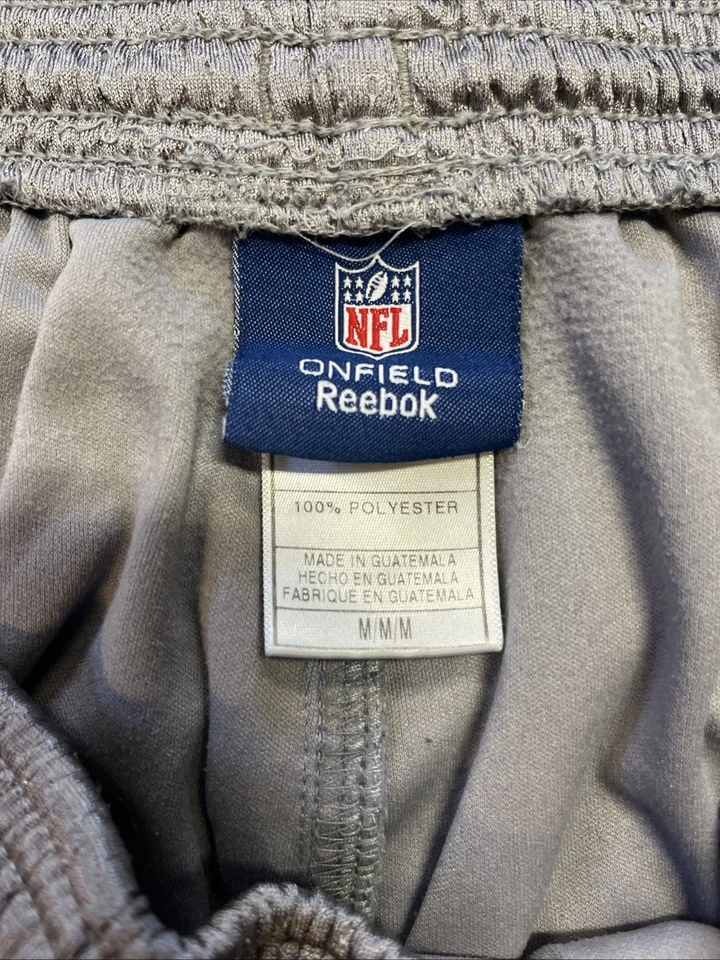 NFL
ONFIELD
Reebok
100% POLYESTER
MADE IN GUATEMALA
HECHO EN GUATEMALA
FABRIQUE EN GUATEMALA
M/M/M